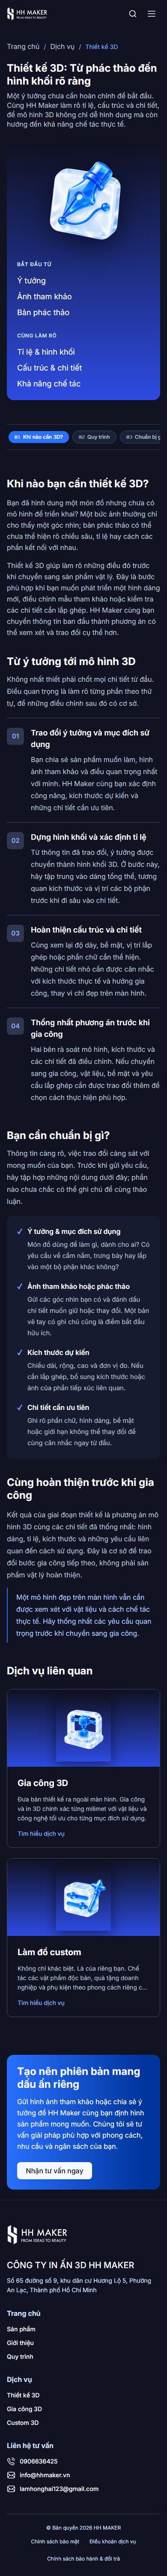 HH MAKER
FROM IDEAS TO REALITY
Trang chủ / Dịch vụ / Thiết kế 3D
Thiết kế 3D: Từ phác thảo đến
hình khối rõ ràng
Một ý tưởng chưa cần hoàn chỉnh để bắt đầu.
Cùng HH Maker làm rõ tỉ lệ, cấu trúc và chi tiết,
để mô hình 3D không chỉ dễ hình dung mà còn
hướng đến khả năng chế tác thực tế.
BẮT ĐẦU TỪ
Ý tưởng
Ảnh tham khảo
Bản phác thảo
CÙNG LÀM RÕ
Tỉ lệ & hình khối
Cấu trúc & chi tiết
Khả năng chế tác
01 Khi nào cần 3D?
02 Quy trình
03 Chuẩn bị g
Khi nào bạn cần thiết kế 3D?
Bạn đã hình dung một món đồ nhưng chưa có
mô hình để triển khai? Một bức ảnh thường chỉ
cho thấy một góc nhìn; bản phác thảo có thể
chưa thể hiện rõ chiều sâu, tỉ lệ hay cách các
phần kết nối với nhau.
Thiết kế 3D giúp làm rõ những điều đó trước
khi chuyển sang sản phẩm vật lý. Đây là bước
phù hợp khi bạn muốn phát triển một hình dáng
mới, điều chỉnh mẫu tham khảo hoặc kiểm tra
các chi tiết cần lắp ghép. HH Maker cùng bạn
chuyển thông tin ban đầu thành phương án có
thể xem xét và trao đổi cụ thể hơn.
Từ ý tưởng tới mô hình 3D
Không nhất thiết phải chốt mọi chi tiết từ đầu.
Điều quan trọng là làm rõ từng phần theo thứ
tự, để những điều chỉnh sau đó có cơ sở.
01
Trao đổi ý tưởng và mục đích sử
dụng
Bạn chia sẻ sản phẩm muốn làm, hình
ảnh tham khảo và điều quan trọng nhất
với mình. HH Maker cùng bạn xác định
công năng, kích thước dự kiến và
những chi tiết cần ưu tiên.
02
Dựng hình khối và xác định tỉ lệ
Từ thông tin đã trao đổi, ý tưởng được
chuyển thành hình khối 3D. Ở bước này,
hãy tập trung vào dáng tổng thể, tương
quan kích thước và vị trí các bộ phận
trước khi đi sâu vào chi tiết.
03
Hoàn thiện cấu trúc và chi tiết
Cùng xem lại độ dày, bề mặt, vị trí lắp
ghép hoặc phần chữ cần thể hiện.
Những chi tiết nhỏ cần được cân nhắc
với kích thước thực tế và hướng gia
công, thay vì chỉ đẹp trên màn hình.
04
Thống nhất phương án trước khi
gia công
Hai bên rà soát mô hình, kích thước và
các chi tiết đã điều chỉnh. Nếu chuyển
sang gia công, vật liệu, bề mặt và yêu
cầu lắp ghép cần được trao đổi thêm để
chọn cách thực hiện phù hợp.
Bạn cần chuẩn bị gì?
Thông tin càng rõ, việc trao đổi càng sát với
mong muốn của bạn. Trước khi gửi yêu cầu,
hãy tập hợp những nội dung dưới đây; phần
nào chưa chắc có thể ghi chú để cùng thảo
luận.
Ý tưởng & mục đích sử dụng
Món đồ dùng để làm gì, dành cho ai? Có
yêu cầu về cầm nắm, trưng bày hay lắp
vào một bộ phận khác không?
Ảnh tham khảo hoặc phác thảo
Gửi các góc nhìn bạn có và đánh dấu
chi tiết muốn giữ hoặc thay đổi. Một bản
vẽ tay có ghi chú cũng là điểm bắt đầu
hữu ích.
Kích thước dự kiến
Chiều dài, rộng, cao và đơn vị đo. Nếu
cần lắp ghép, bổ sung kích thước hoặc
ảnh của phần tiếp xúc liên quan.
Chi tiết cần ưu tiên
Ghi rõ phần chữ, hình dáng, bề mặt
hoặc giới hạn không thể thay đổi để
cùng cân nhắc ngay từ đầu.
Cùng hoàn thiện trước khi gia
công
Kết quả của giai đoạn thiết kế là phương án mô
hình 3D cùng các chi tiết đã thống nhất: hình
dáng, tỉ lệ, kích thước và những yêu cầu liên
quan đến cách sử dụng. Đây là cơ sở để trao
đổi bước gia công tiếp theo, không phải sản
phẩm vật lý hoàn thiện.
Một mô hình đẹp trên màn hình vẫn cần
được xem xét với vật liệu và cách chế tác
thực tế. Hãy thống nhất các yêu cầu quan
trọng trước khi chuyển sang gia công.
Dịch vụ liên quan
Gia công 3D
Đưa bản thiết kế ra ngoài màn hình. Gia công
và in 3D chính xác từng milimet với vật liệu và
công nghệ tối ưu cho từng mục đích sử dụng.
Tìm hiểu dịch vụ
Làm đồ custom
Không chỉ khác biệt. Là của riêng bạn. Chế
tác các vật phẩm độc bản, quà tặng doanh
nghiệp và phụ kiện theo phong cách riêng c...
Tìm hiểu dịch vụ
Tạo nên phiên bản mang
dấu ấn riêng
Gửi hình ảnh tham khảo hoặc chia sẻ ý
tưởng để HH Maker cùng bạn định hình
sản phẩm mong muốn. Chúng tôi sẽ tư
vấn giải pháp phù hợp với phong cách,
nhu cầu và ngân sách của bạn.
Nhận tư vấn ngay
HH MAKER
FROM IDEAS TO REALITY
CÔNG TY IN ẤN 3D HH MAKER
Số 65 đường số 9, khu dân cư Hương Lộ 5, Phường
An Lạc, Thành phố Hồ Chí Minh
Trang chủ
Sản phẩm
Giới thiệu
Quy trình
Dịch vụ
Thiết kế 3D
Gia công 3D
Custom 3D
Liên hệ tư vấn
0906636425
info@hhmaker.vn
lamhonghai123@gmail.com
© Bản quyền 2026 HH MAKER
Chính sách bảo mật Điều khoản dịch vụ
Chính sách bảo hành & đổi trả